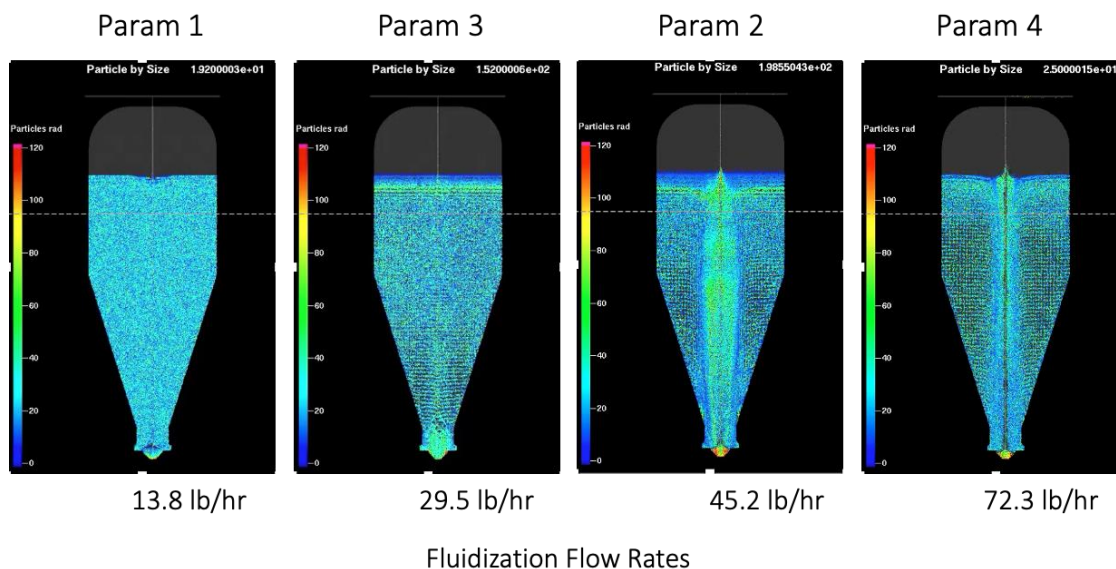 Param 1
Param 3
Param 2
Param 4
Particle by Size 1.9200003e+01
Particle by Size 1.5200006e+02
Particle by Size 1.9855043e+02
Particle by Size 2.5000015e+01
Particles rad
120
100
80
60
40
20
0
Particles rad
120
100
80
60
40
20
0
Particles rad
120
100
80
60
40
20
0
Particles rad
120
100
80
60
40
20
0
13.8 lb/hr
29.5 lb/hr
45.2 lb/hr
72.3 lb/hr
Fluidization Flow Rates